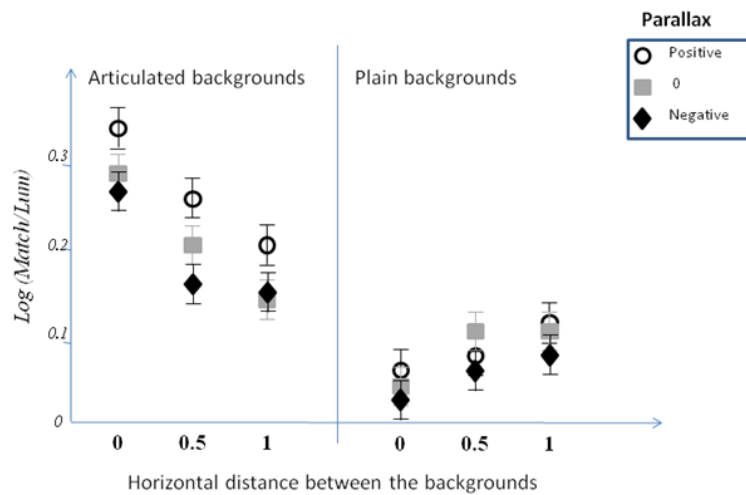 Parallax
Positive
0
Negative
Articulated backgrounds
Plain backgrounds
Log (Match/Lum)
0.3
0.2
0.1
0
0 0.5 1 0 0.5 1
Horizontal distance between the backgrounds